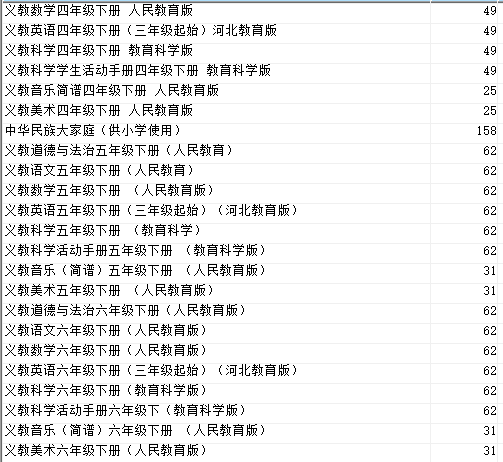 义教数学四年级下册 人民教育版 49
义教英语四年级下册（三年级起始）河北教育版 49
义教科学四年级下册 教育科学版 49
义教科学学生活动手册四年级下册 教育科学版 49
义教音乐简谱四年级下册 人民教育版 25
义教美术四年级下册 人民教育版 25
中华民族大家庭（供小学使用） 158
义教道德与法治五年级下册（人民教育） 62
义教语文五年级下册（人民教育） 62
义教数学五年级下册 （人民教育版） 62
义教英语五年级下册（三年级起始）（河北教育版） 62
义教科学五年级下册 （教育科学） 62
义教科学活动手册五年级下册 （教育科学版） 62
义教音乐（简谱）五年级下册 （人民教育版） 31
义教美术五年级下册 （人民教育版） 31
义教道德与法治六年级下册（人民教育版） 62
义教语文六年级下册（人民教育版） 62
义教数学六年级下册（人民教育版） 62
义教英语六年级下册（三年级起始）（河北教育版） 62
义教科学六年级下册（教育科学版） 62
义教科学活动手册六年级下（教育科学版） 62
义教音乐（简谱）六年级下册 （人民教育版） 31
义教美术六年级下册（人民教育版） 31